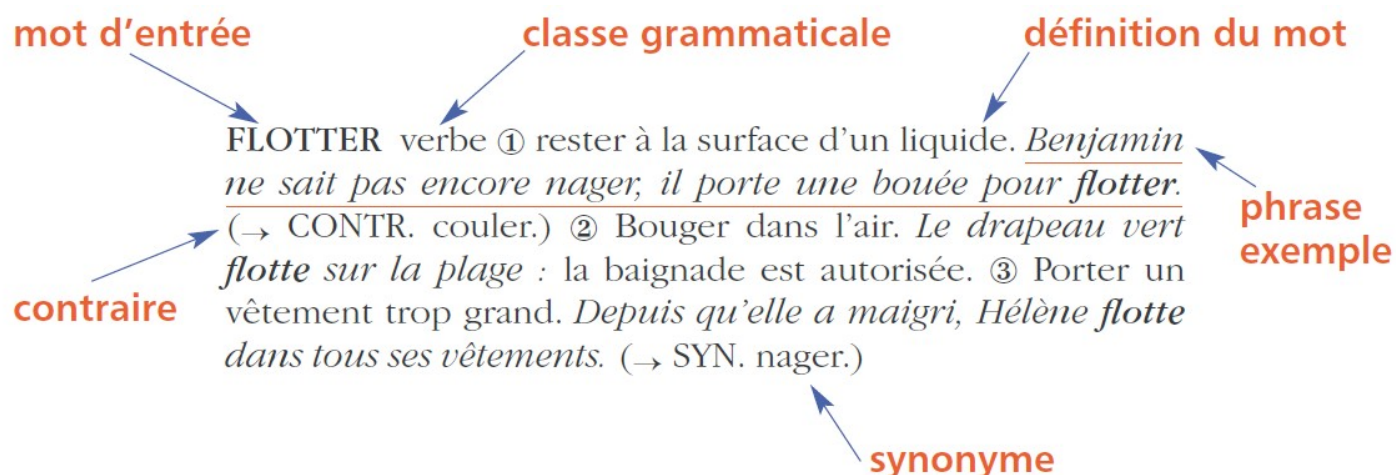 mot d'entrée
classe grammaticale
définition du mot
FLOTTER verbe ① rester à la surface d'un liquide. Benjamin
ne sait pas encore nager, il porte une bouée pour flotter.
(→ CONTR. couler.) ② Bouger dans l'air. Le drapeau vert
flotte sur la plage : la baignade est autorisée. ③ Porter un
vêtement trop grand. Depuis qu'elle a maigri, Hélène flotte
dans tous ses vêtements. (→ SYN. nager.)
phrase
exemple
contraire
synonyme